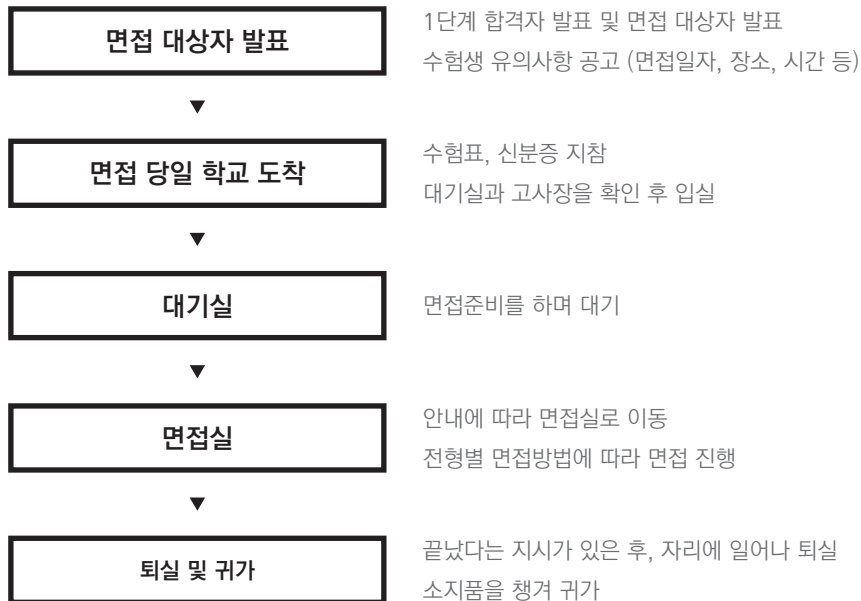 면접 대상자 발표
1단계 합격자 발표 및 면접 대상자 발표
수험생 유의사항 공고 (면접일자, 장소, 시간 등)
▼
면접 당일 학교 도착
수험표, 신분증 지참
대기실과 고사장을 확인 후 입실
▼
대기실
면접준비를 하며 대기
▼
면접실
안내에 따라 면접실로 이동
전형별 면접방법에 따라 면접 진행
▼
퇴실 및 귀가
끝났다는 지시가 있은 후, 자리에 일어나 퇴실
소지품을 챙겨 귀가